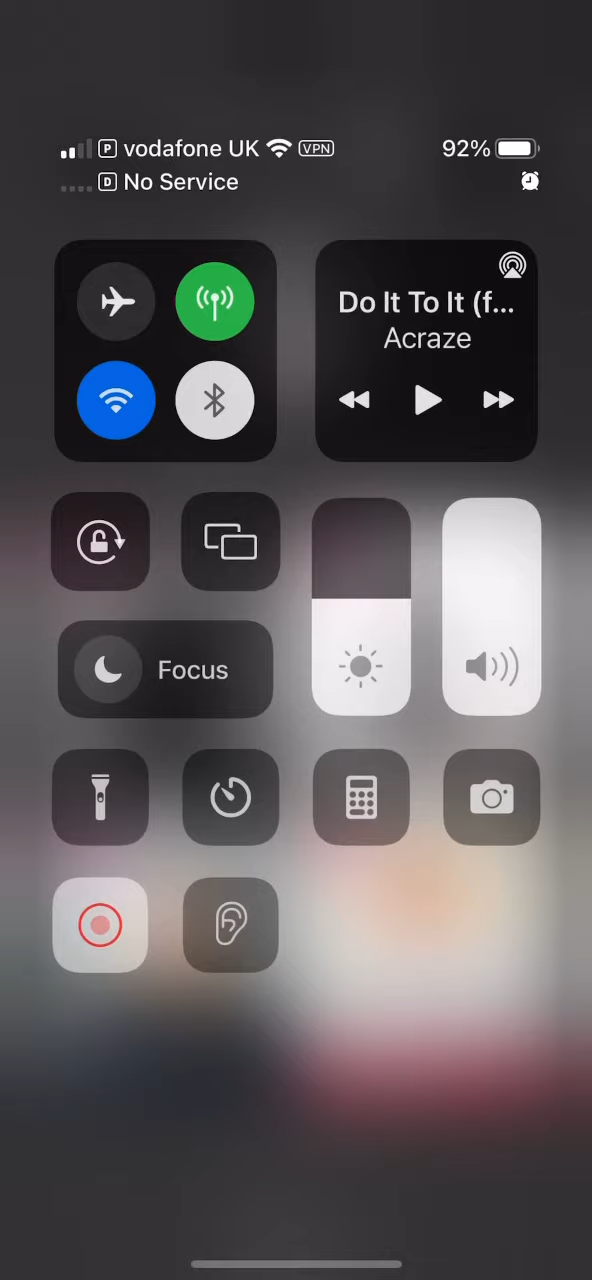 P vodafone UK VPN 92%
D No Service
Do It To It (f...
Acraze
Focus